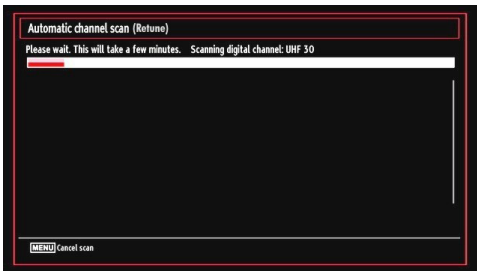 Automatic channel scan (Retune)
Please wait. This will take a few minutes. Scanning digital channel: UHF 30
MENU Cancel scan